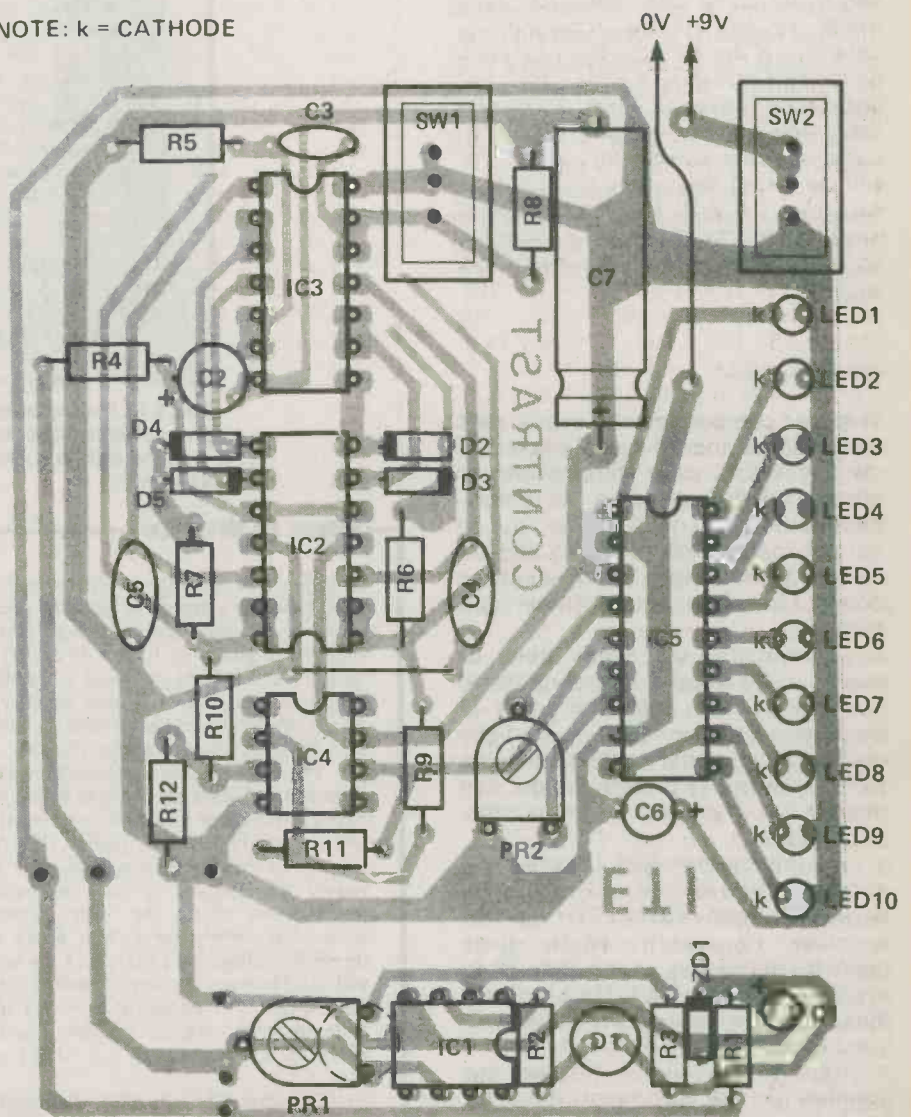 NOTE: k = CATHODE
0V +9V
C3
SW1
SW2
R5
R8
IC3
C7
k LED1
R4
C2
+
k LED2
D4
D2
+
k LED3
D5
D3
CONTRAST
k LED4
IC2
C5
R7
R6
C4
k LED5
IC5
k LED6
R10
k LED7
IC4
R9
k LED8
R12
C6 +
k LED9
R11
PR2
ETI
k LED10
ZD1
+
IC1
R2
R3
R1
PR1